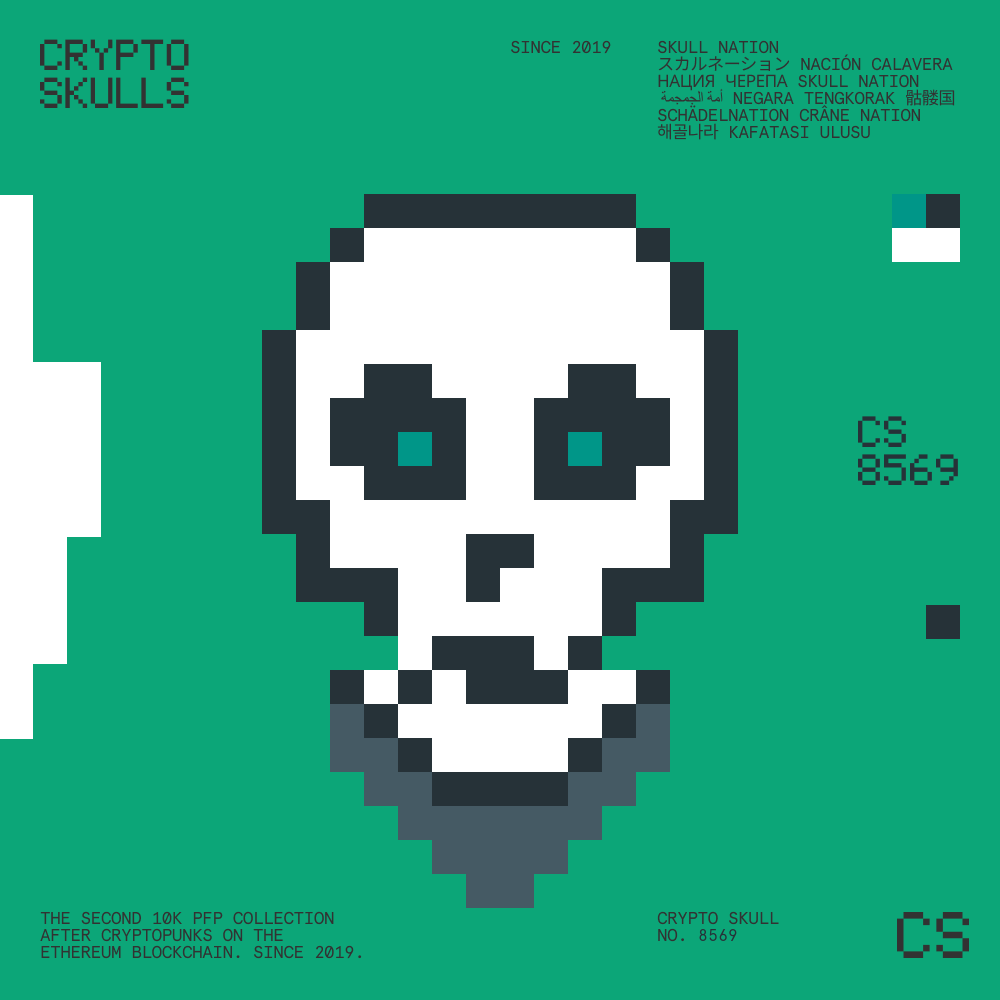 CRYPTO
SKULLS
SINCE 2019
SKULL NATION
スカルネーション NACIÓN CALAVERA
НАЦИЯ ЧЕРЕПА SKULL NATION
أمة الجمجمة NEGARA TENGKORAK 骷髅国
SCHÄDELNATION CRÂNE NATION
해골나라 KAFATASI ULUSU
CS
8569
THE SECOND 10K PFP COLLECTION
AFTER CRYPTOPUNKS ON THE
ETHEREUM BLOCKCHAIN. SINCE 2019.
CRYPTO SKULL
NO. 8569
CS